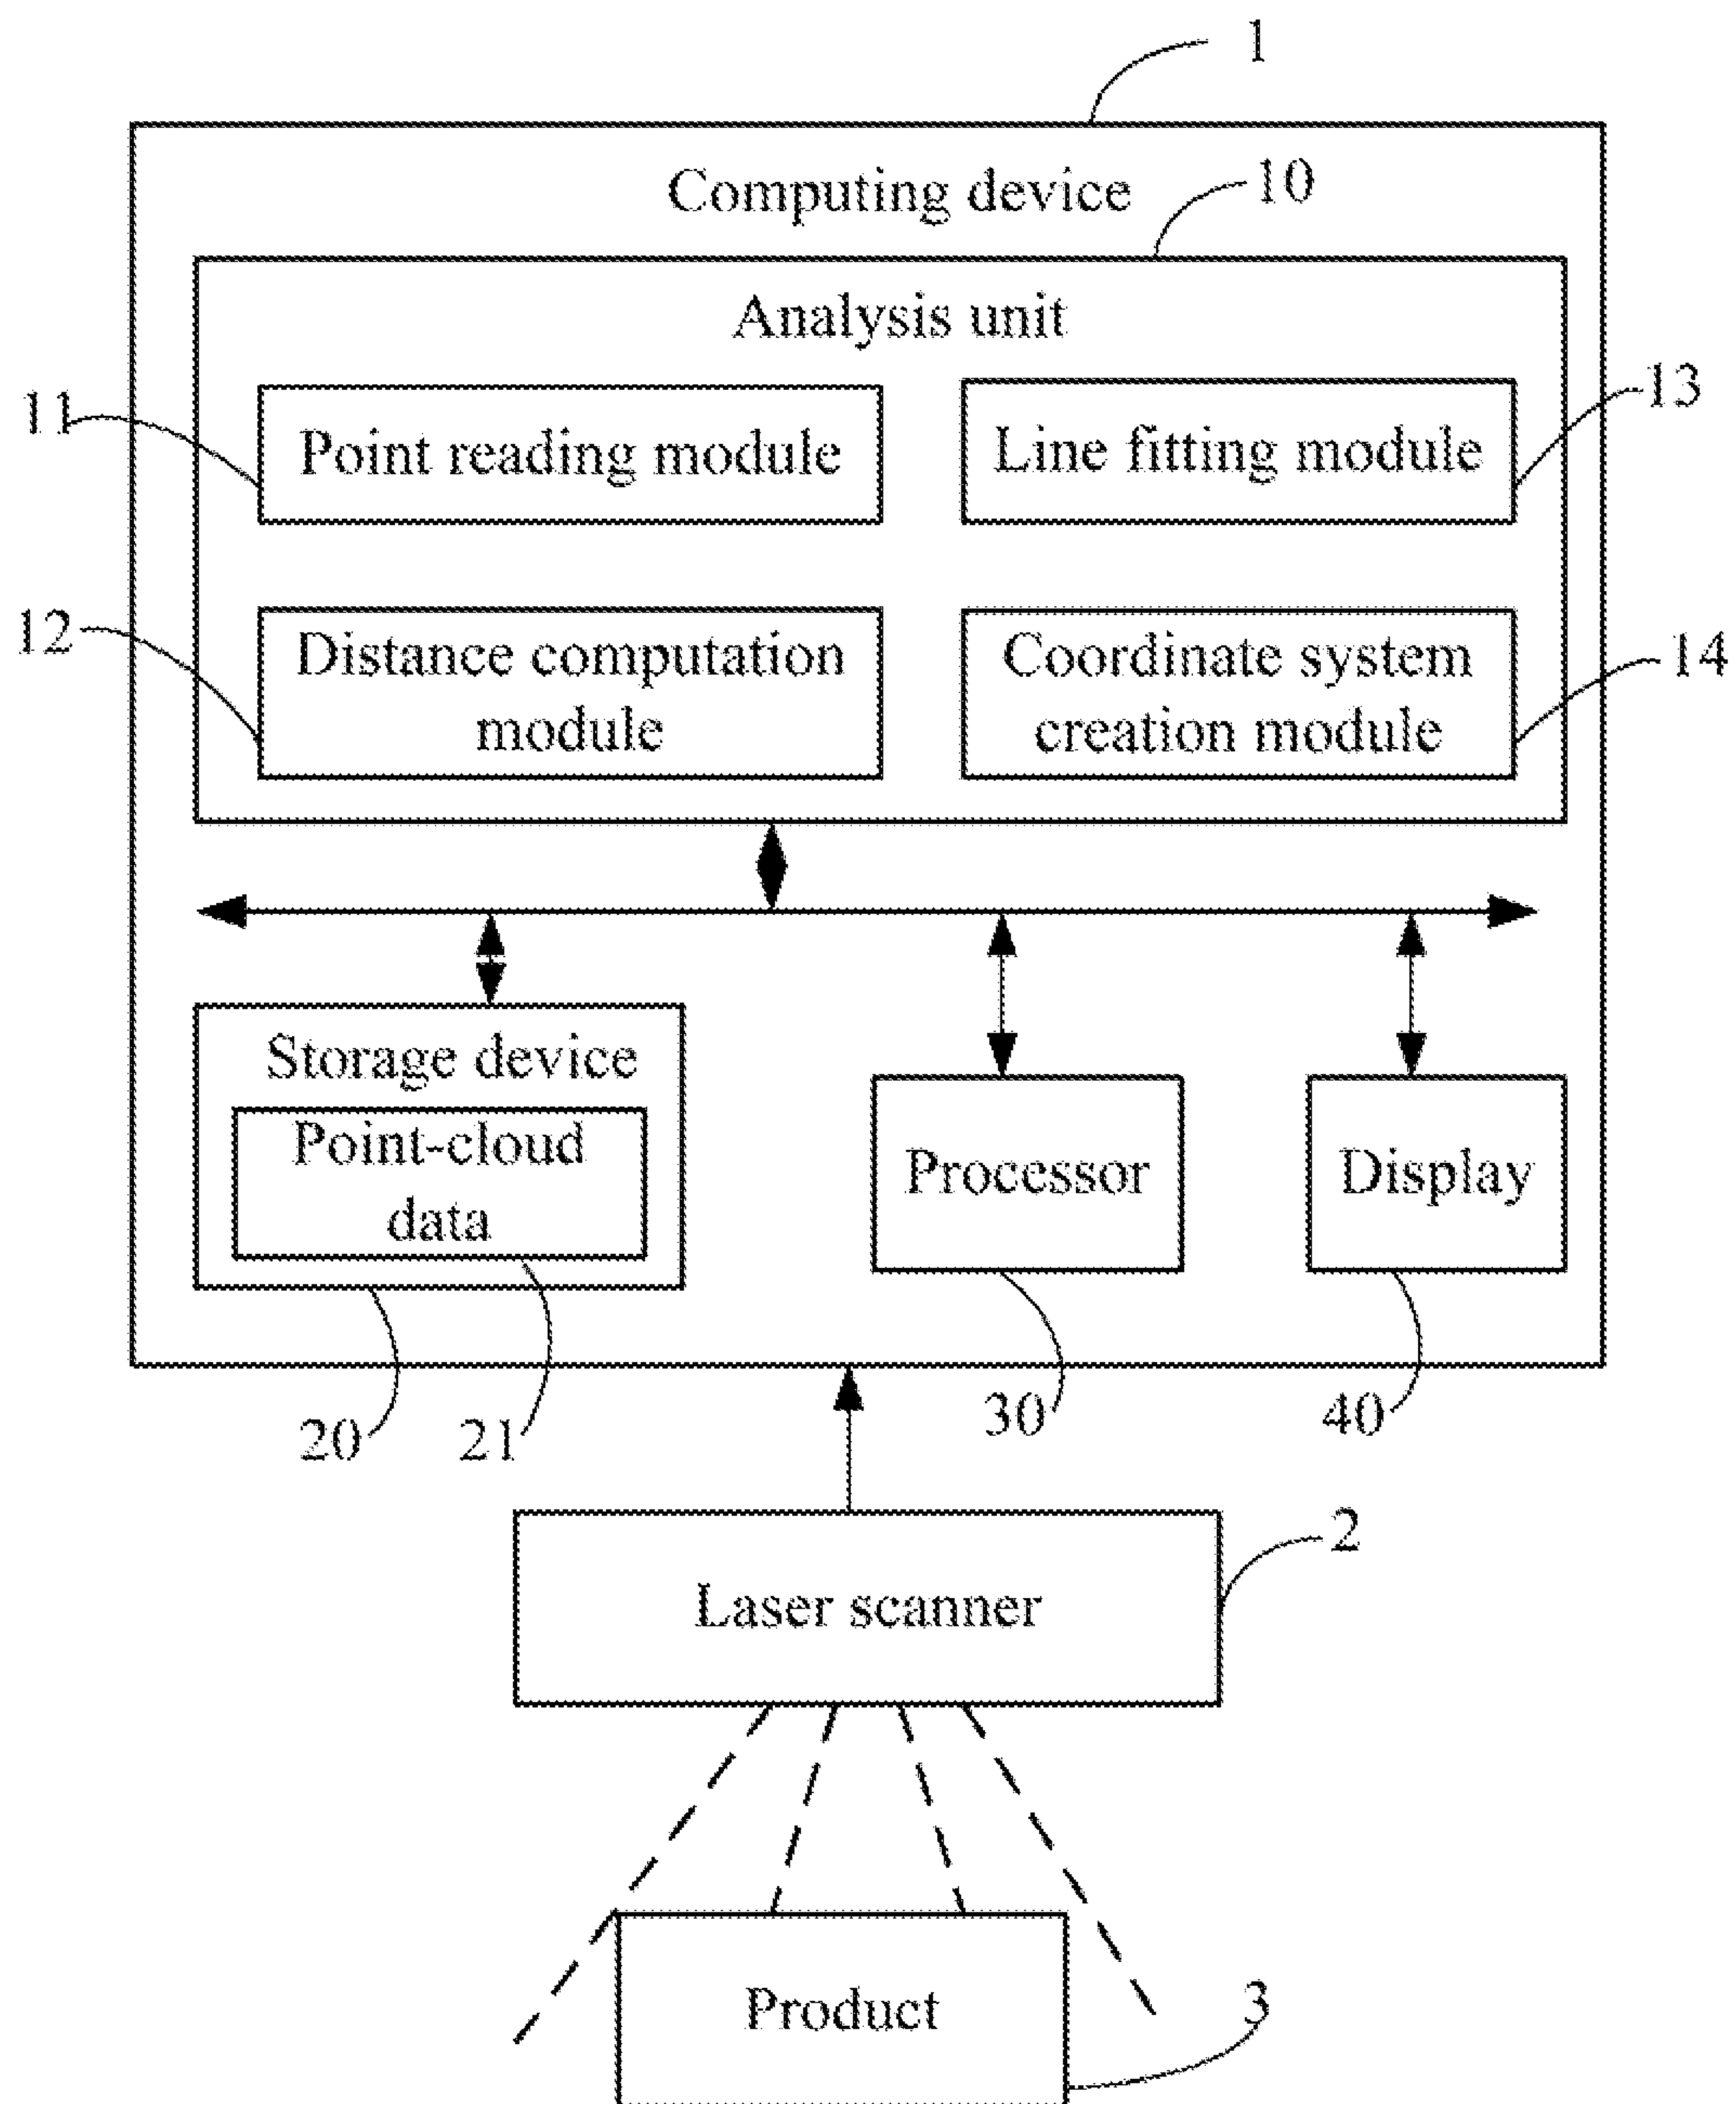 1
Computing device
10
Analysis unit
11
Point reading module
Line fitting module
13
12
Distance computation
module
Coordinate system
creation module
14
Storage device
Point-cloud
data
Processor
Display
20
21
30
40
2
Laser scanner
Product
3